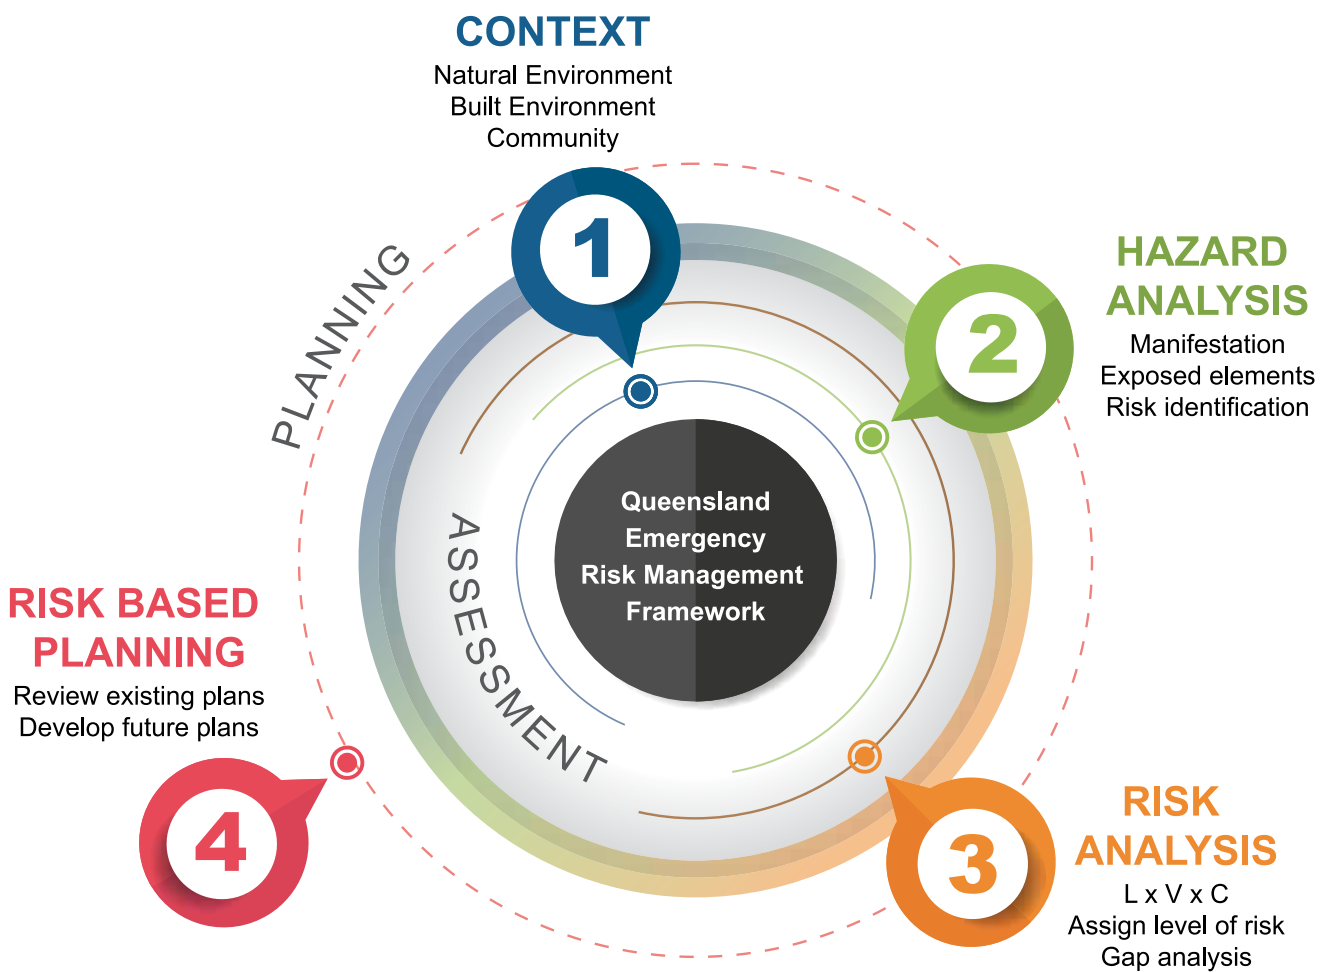 CONTEXT
Natural Environment
Built Environment
Community
1
HAZARD
ANALYSIS
Manifestation
Exposed elements
Risk identification
2
PLANNING
ASSESSMENT
Queensland
Emergency
Risk Management
Framework
RISK
ANALYSIS
L x V x C
Assign level of risk
Gap analysis
3
RISK BASED
PLANNING
Review existing plans
Develop future plans
4